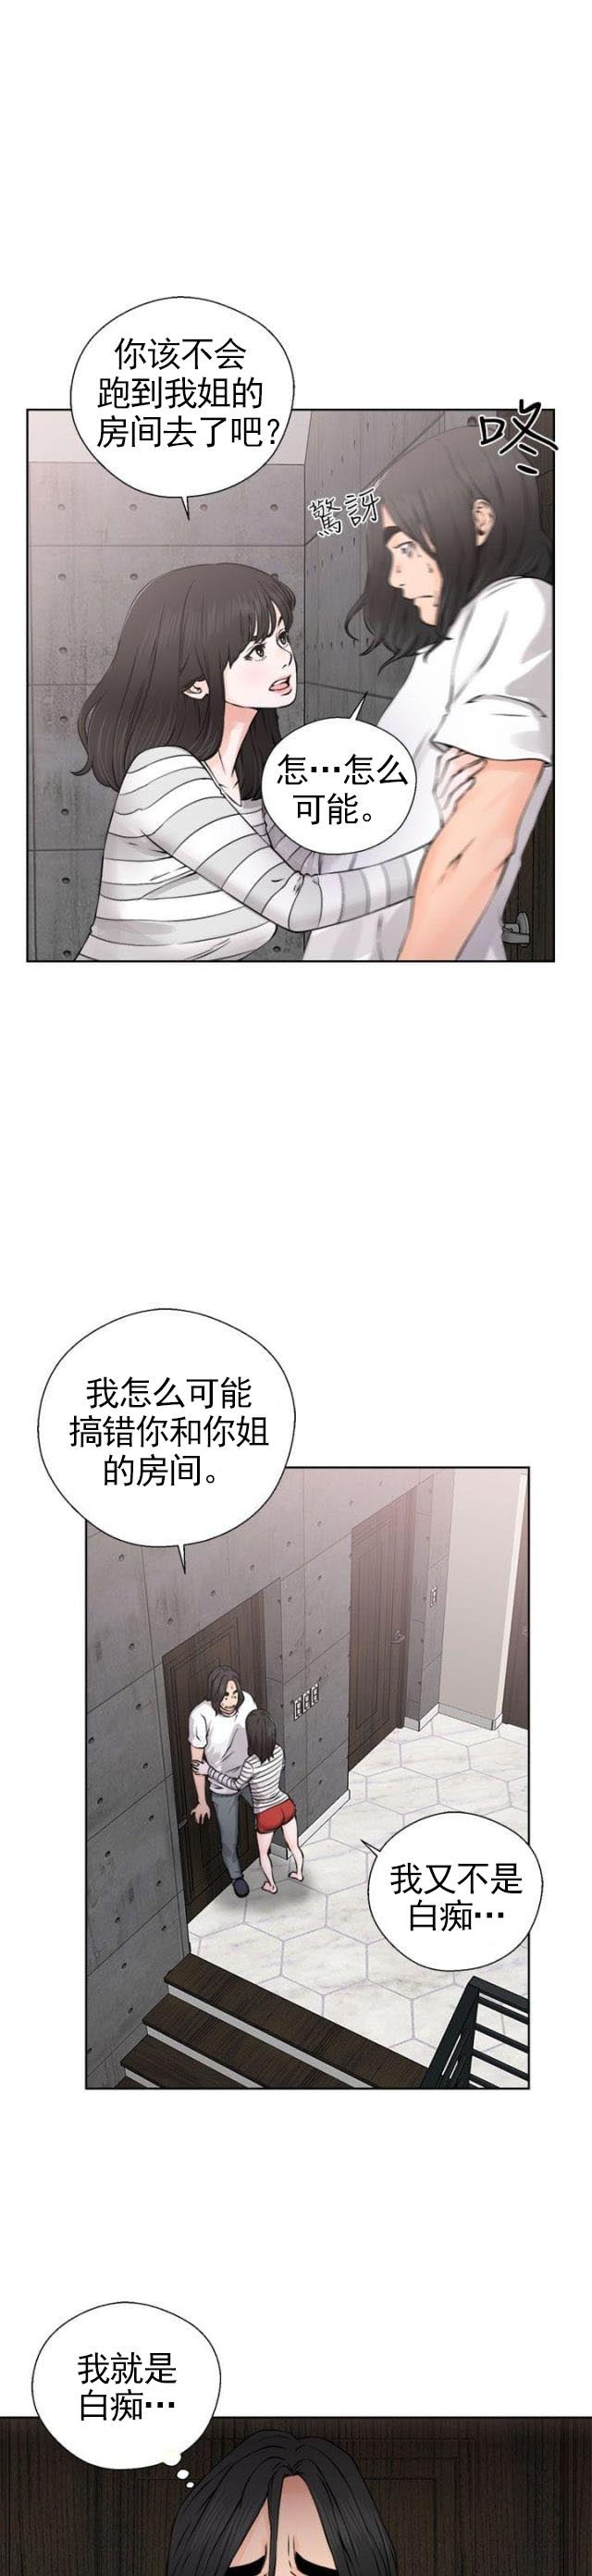 你该不会
跑到我姐的
房间去了吧？
咚
驚訝
怎…怎么
可能。
我怎么可能
搞错你和你姐
的房间。
我又不是
白痴…
我就是
白痴…